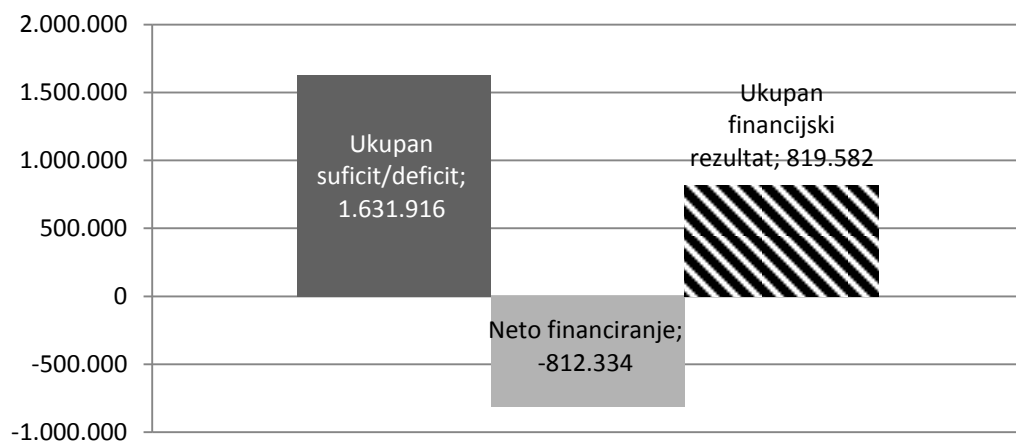 2.000.000
1.500.000
1.000.000
500.000
0
-500.000
-1.000.000
Ukupan
suficit/deficit;
1.631.916
Neto financiranje;
-812.334
Ukupan
financijski
rezultat; 819.582